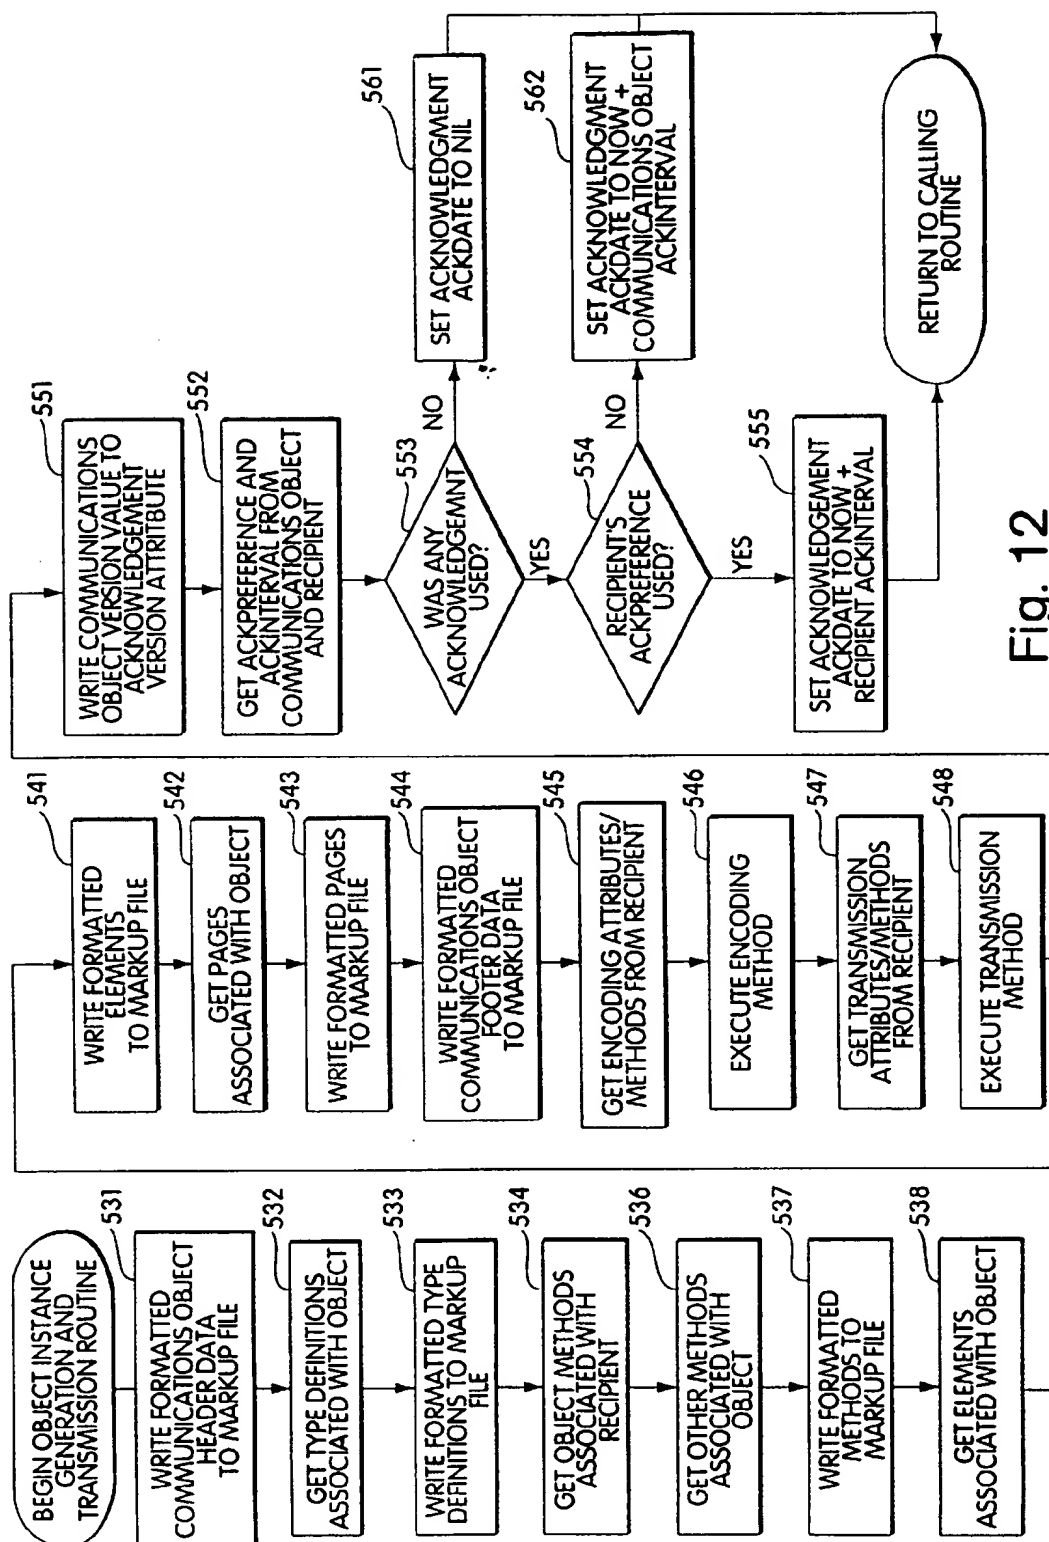 BEGIN OBJECT INSTANCE
GENERATION AND
TRANSMISSION ROUTINE
531
WRITE FORMATTED
COMMUNICATIONS OBJECT
HEADER DATA
TO MARKUP FILE
532
GET TYPE DEFINITIONS
ASSOCIATED WITH OBJECT
533
WRITE FORMATTED TYPE
DEFINITIONS TO MARKUP
FILE
534
GET OBJECT METHODS
ASSOCIATED WITH
RECIPIENT
536
GET OTHER METHODS
ASSOCIATED WITH
OBJECT
537
WRITE FORMATTED
METHODS TO
MARKUP FILE
538
GET ELEMENTS
ASSOCIATED WITH OBJECT
541
WRITE FORMATTED
ELEMENTS
TO MARKUP FILE
542
GET PAGES
ASSOCIATED WITH OBJECT
543
WRITE FORMATTED PAGES
TO MARKUP FILE
544
WRITE FORMATTED
COMMUNICATIONS OBJECT
FOOTER DATA
TO MARKUP FILE
545
GET ENCODING ATTRIBUTES/
METHODS FROM RECIPIENT
546
EXECUTE ENCODING
METHOD
547
GET TRANSMISSION
ATTRIBUTES/METHODS
FROM RECIPIENT
548
EXECUTE TRANSMISSION
METHOD
551
WRITE COMMUNICATIONS
OBJECT VERSION VALUE TO
ACKNOWLEDGEMENT
VERSION ATTRITBUTE
552
GET ACKPREFERENCE AND
ACKINTERVAL FROM
COMMUNICATIONS OBJECT
AND RECIPIENT
553
WAS ANY
ACKNOWLEDGEMNT
USED?
NO
YES
561
SET ACKNOWLEDGMENT
ACKDATE TO NIL
554
RECIPIENT'S
ACKPREFERENCE
USED?
NO
YES
562
SET ACKNOWLEDGMENT
ACKDATE TO NOW +
COMMUNICATIONS OBJECT
ACKINTERVAL
555
SET ACKNOWLEDGEMENT
ACKDATE TO NOW +
RECIPIENT ACKINTERVAL
RETURN TO CALLING
ROUTINE
Fig. 12